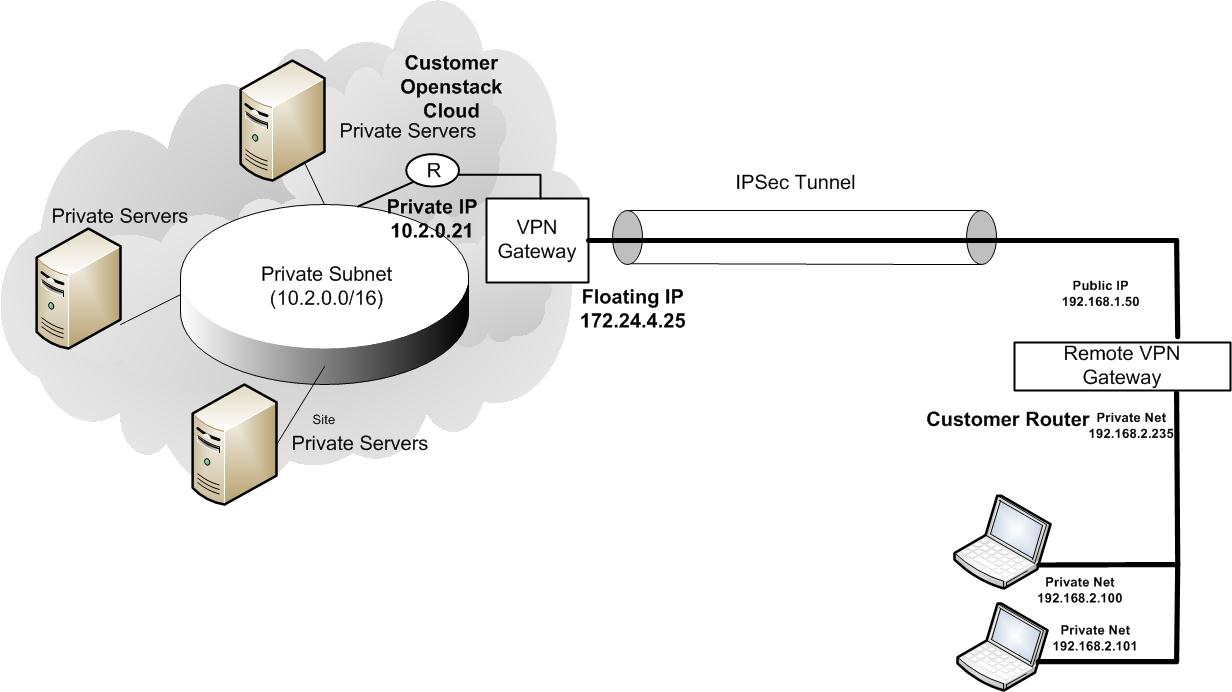 Customer
Openstack
Cloud
Private Servers
R
Private Servers
Private IP
10.2.0.21
VPN
Gateway
IPSec Tunnel
Private Subnet
(10.2.0.0/16)
Floating IP
172.24.4.25
Public IP
192.168.1.50
Remote VPN
Gateway
Customer Router
Private Net
192.168.2.235
Site
Private Servers
Private Net
192.168.2.100
Private Net
192.168.2.101